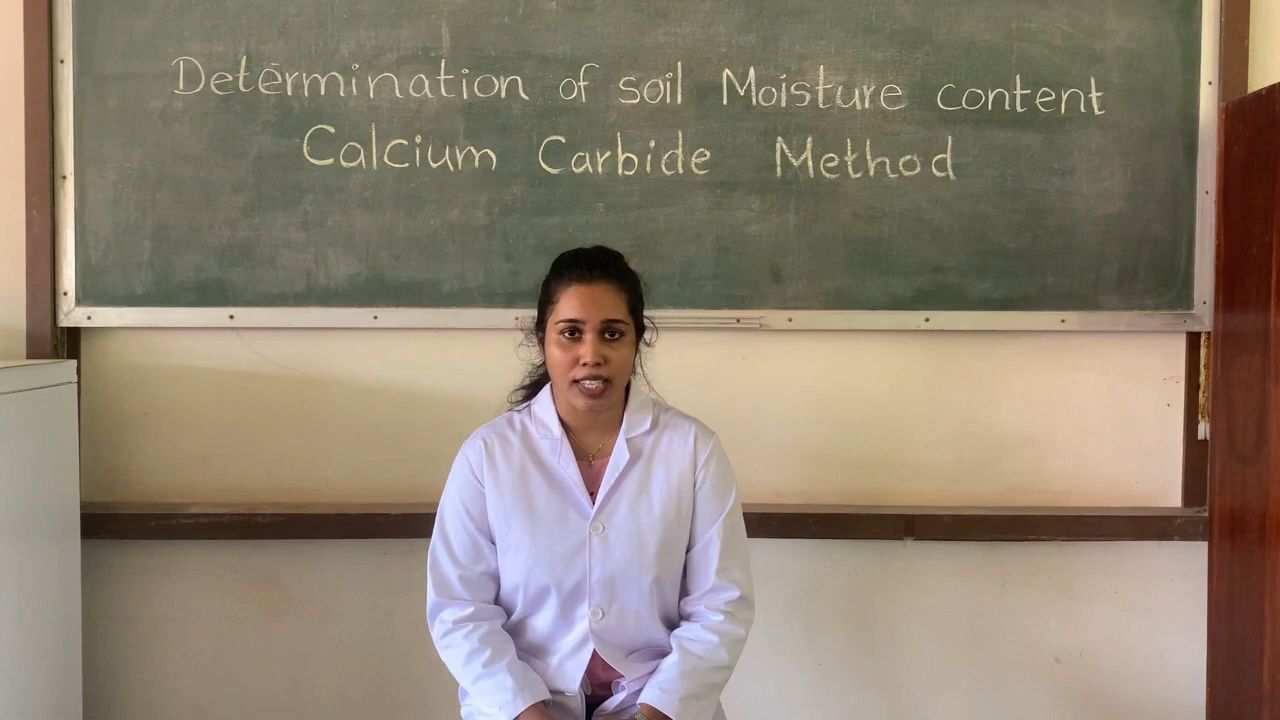 Determination of soil Moisture content
Calcium Carbide Method